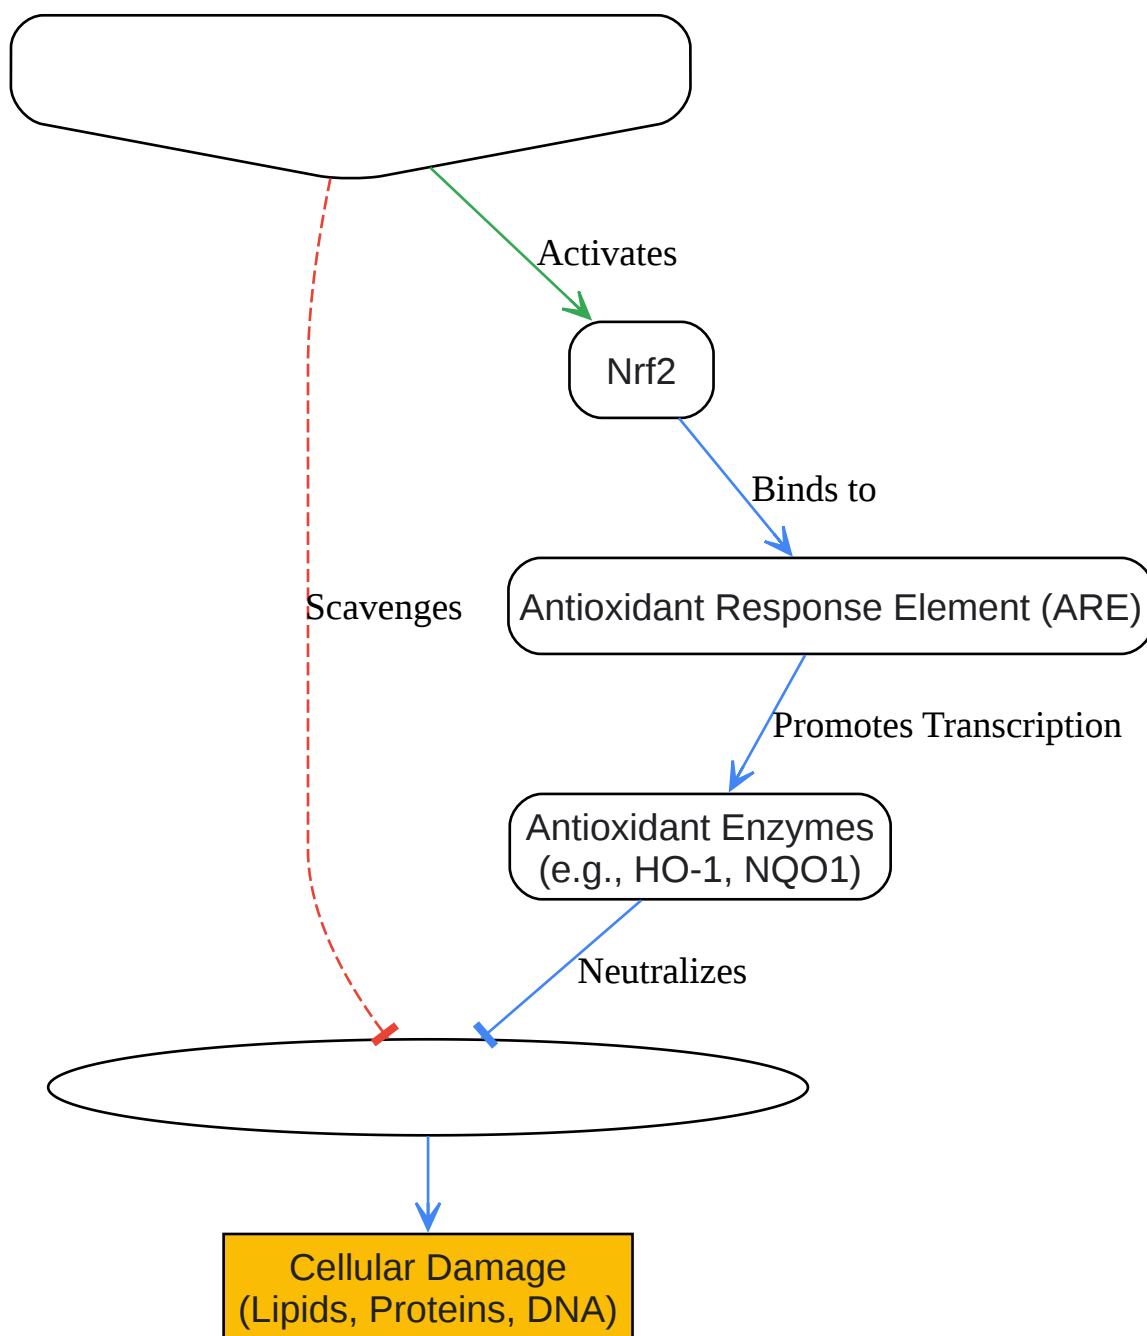 Activates
Nrf2
Binds to
Scavenges
Antioxidant Response Element (ARE)
Promotes Transcription
Antioxidant Enzymes
(e.g., HO-1, NQO1)
Neutralizes
Cellular Damage
(Lipids, Proteins, DNA)